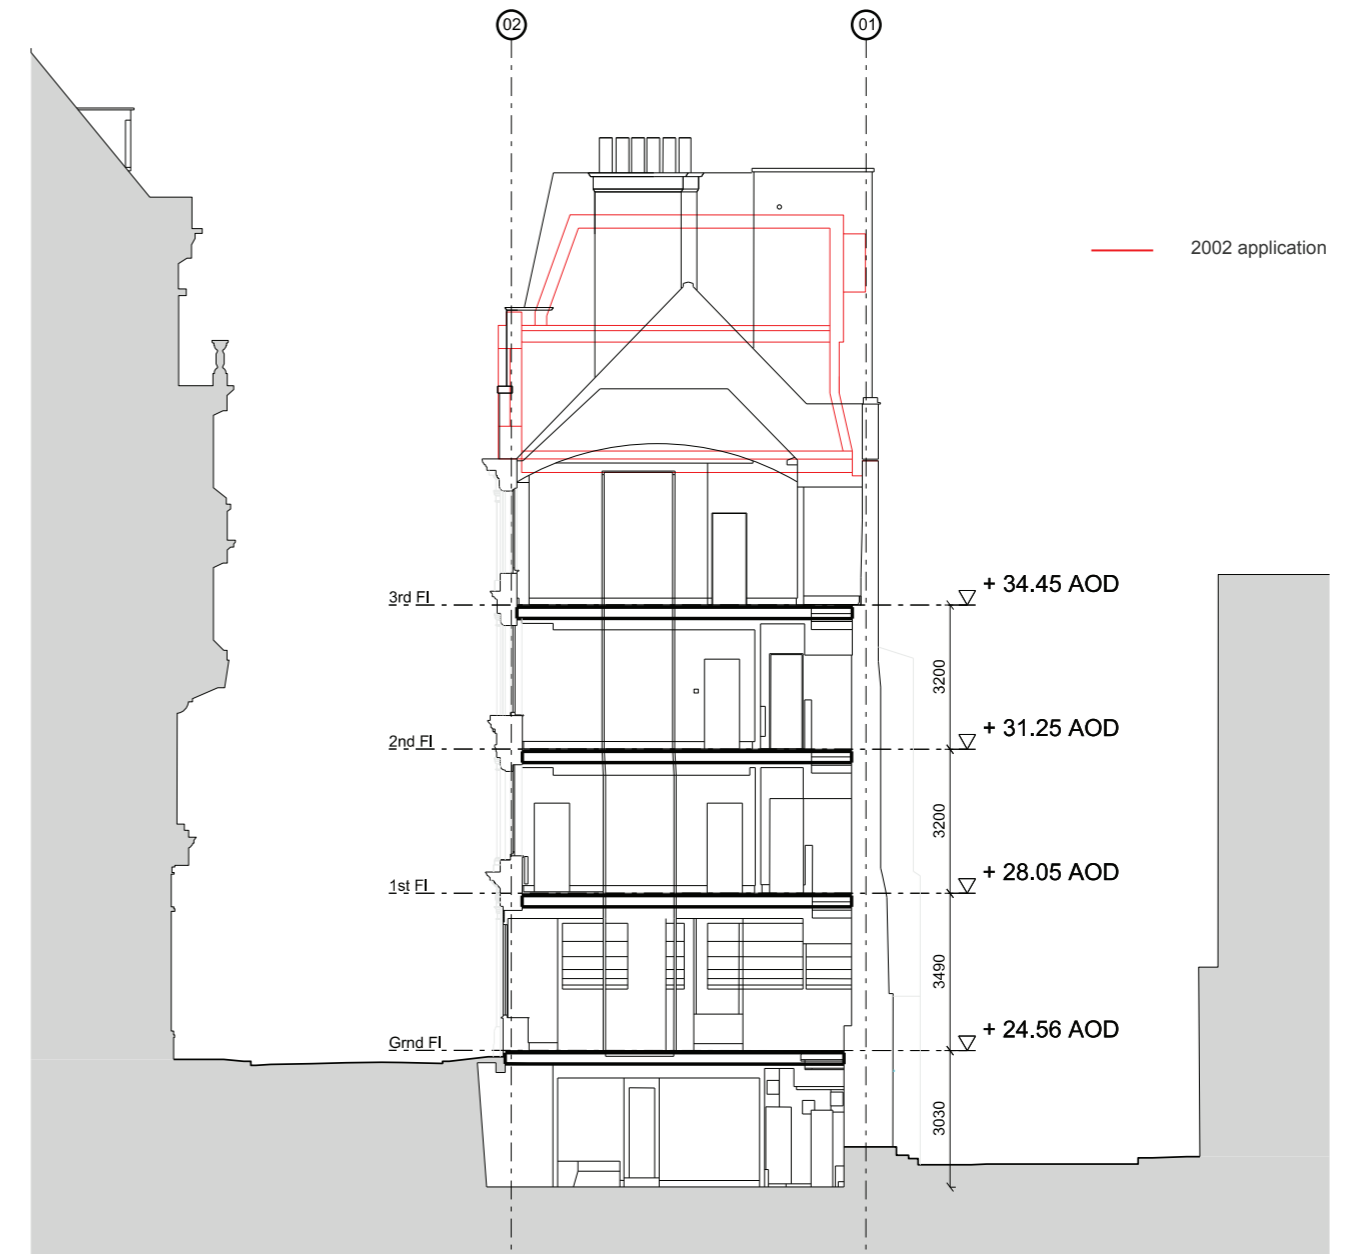 02
01
2002 application
3rd Fl
+ 34.45 AOD
3200
2nd Fl
+ 31.25 AOD
3200
1st Fl
+ 28.05 AOD
3490
Grnd Fl
+ 24.56 AOD
3030